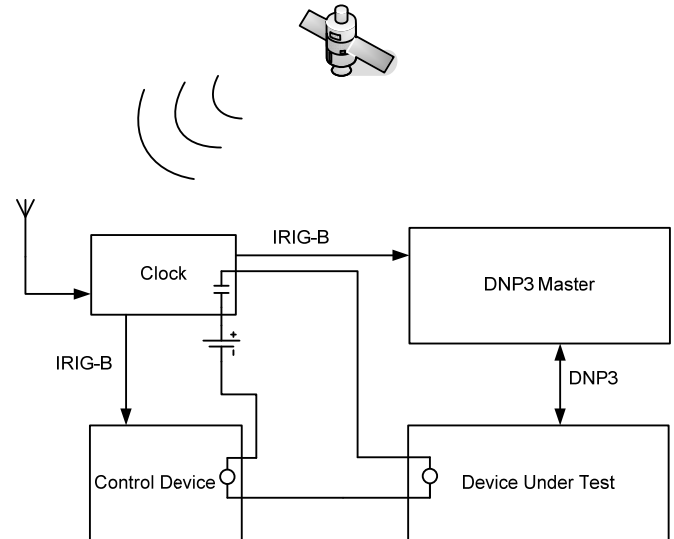 IRIG-B
Clock
DNP3 Master
+
-
IRIG-B
DNP3
Control Device
Device Under Test